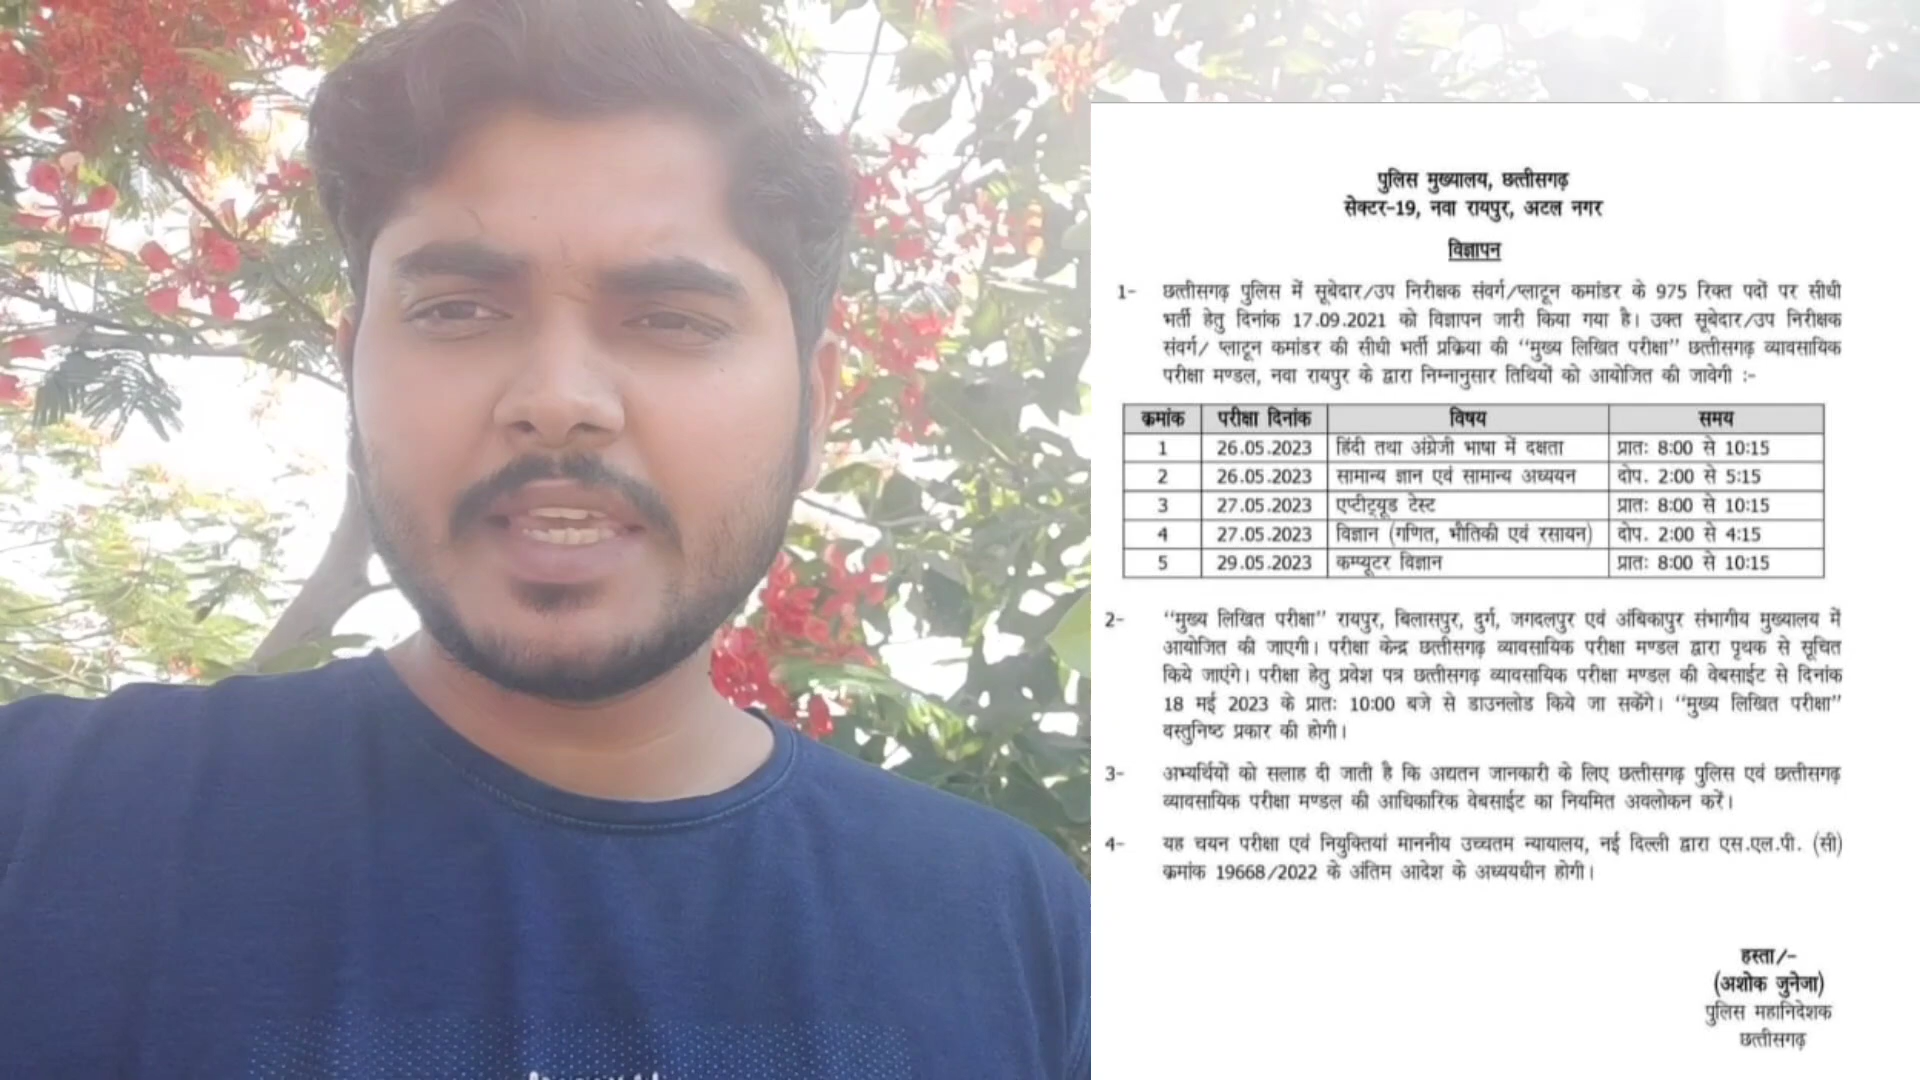 पुलिस मुख्यालय, छत्तीसगढ़
सेक्टर-19, नवा रायपुर, अटल नगर
विज्ञापन
1- छत्तीसगढ़ पुलिस में सूबेदार/उप निरीक्षक संवर्ग/प्लाटून कमांडर के 975 रिक्त पदों पर सीधी
भर्ती हेतु दिनांक 17.09.2021 को विज्ञापन जारी किया गया है। उक्त सूबेदार/उप निरीक्षक
संवर्ग/ प्लाटून कमांडर की सीधी भर्ती प्रक्रिया की "मुख्य लिखित परीक्षा" छत्तीसगढ़ व्यावसायिक
परीक्षा मण्डल, नवा रायपुर के द्वारा निम्नानुसार तिथियों को आयोजित की जावेगी :-
क्रमांक परीक्षा दिनांक विषय समय
1 26.05.2023 हिंदी तथा अंग्रेजी भाषा में दक्षता प्रातः 8:00 से 10:15
2 26.05.2023 सामान्य ज्ञान एवं सामान्य अध्ययन दोप. 2:00 से 5:15
3 27.05.2023 एप्टीट्यूड टेस्ट प्रातः 8:00 से 10:15
4 27.05.2023 विज्ञान (गणित, भौतिकी एवं रसायन) दोप. 2:00 से 4:15
5 29.05.2023 कम्प्यूटर विज्ञान प्रातः 8:00 से 10:15
2- "मुख्य लिखित परीक्षा" रायपुर, बिलासपुर, दुर्ग, जगदलपुर एवं अंबिकापुर संभागीय मुख्यालय में
आयोजित की जाएगी। परीक्षा केन्द्र छत्तीसगढ़ व्यावसायिक परीक्षा मण्डल द्वारा पृथक से सूचित
किये जाएंगे। परीक्षा हेतु प्रवेश पत्र छत्तीसगढ़ व्यावसायिक परीक्षा मण्डल की वेबसाईट से दिनांक
18 मई 2023 के प्रातः 10:00 बजे से डाउनलोड किये जा सकेंगे। "मुख्य लिखित परीक्षा"
वस्तुनिष्ठ प्रकार की होगी।
3- अभ्यर्थियों को सलाह दी जाती है कि अद्यतन जानकारी के लिए छत्तीसगढ़ पुलिस एवं छत्तीसगढ़
व्यावसायिक परीक्षा मण्डल की आधिकारिक वेबसाईट का नियमित अवलोकन करें।
4- यह चयन परीक्षा एवं नियुक्तियां माननीय उच्चतम न्यायालय, नई दिल्ली द्वारा एस.एल.पी. (सी)
क्रमांक 19668/2022 के अंतिम आदेश के अध्ययधीन होगी।
हस्ता/-
(अशोक जुनेजा)
पुलिस महानिदेशक
छत्तीसगढ़